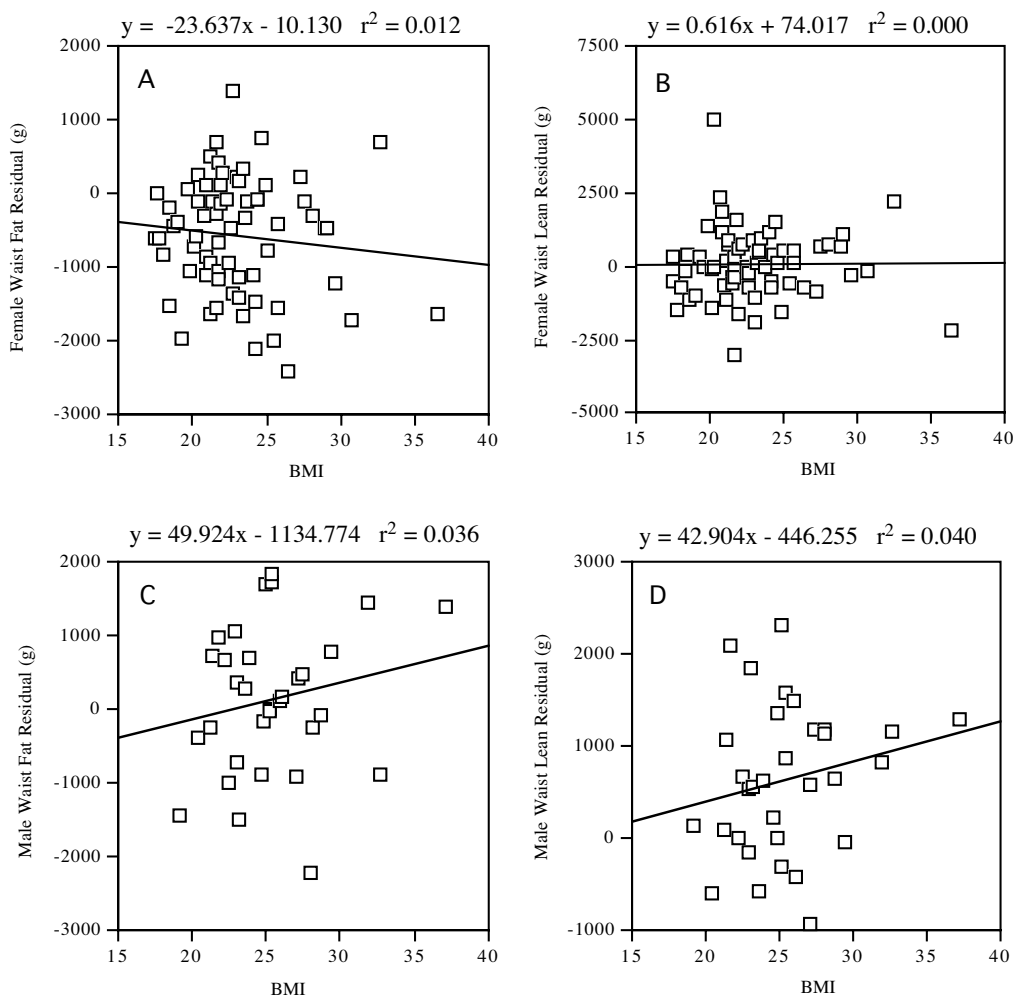 y = -23.637x - 10.130 r² = 0.012
A
Female Waist Fat Residual (g)
2000
1000
0
-1000
-2000
-3000
15 20 25 30 35 40
BMI
y = 0.616x + 74.017 r² = 0.000
B
Female Waist Lean Residual (g)
7500
5000
2500
0
-2500
-5000
15 20 25 30 35 40
BMI
y = 49.924x - 1134.774 r² = 0.036
C
Male Waist Fat Residual (g)
2000
1000
0
-1000
-2000
-3000
15 20 25 30 35 40
BMI
y = 42.904x - 446.255 r² = 0.040
D
Male Waist Lean Residual (g)
3000
2000
1000
0
-1000
15 20 25 30 35 40
BMI